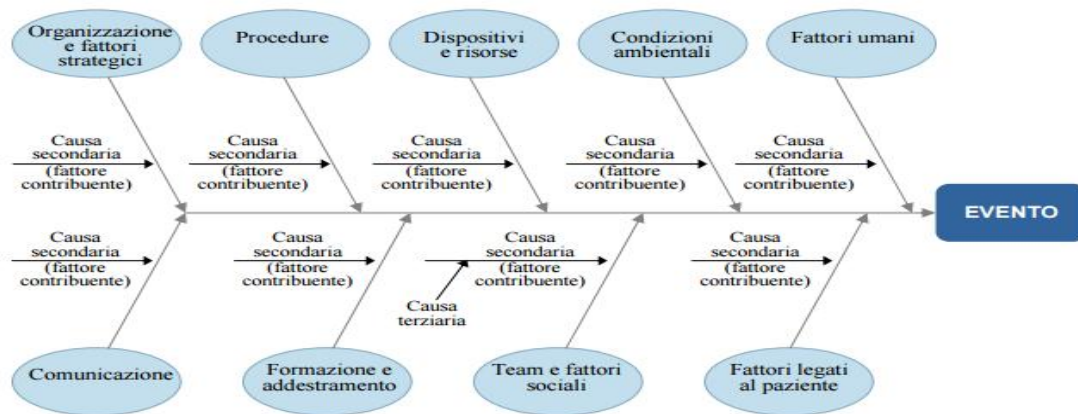 Organizzazione
e fattori
strategici
Procedure
Dispositivi
e risorse
Condizioni
ambientali
Fattori umani
Causa
secondaria
(fattore
contribuente)
Causa
secondaria
(fattore
contribuente)
Causa
secondaria
(fattore
contribuente)
Causa
secondaria
(fattore
contribuente)
Causa
secondaria
(fattore
contribuente)
EVENTO
Causa
secondaria
(fattore
contribuente)
Causa
secondaria
(fattore
contribuente)
Causa
secondaria
(fattore
contribuente)
Causa
secondaria
(fattore
contribuente)
Causa
terziaria
Comunicazione
Formazione e
addestramento
Team e fattori
sociali
Fattori legati
al paziente